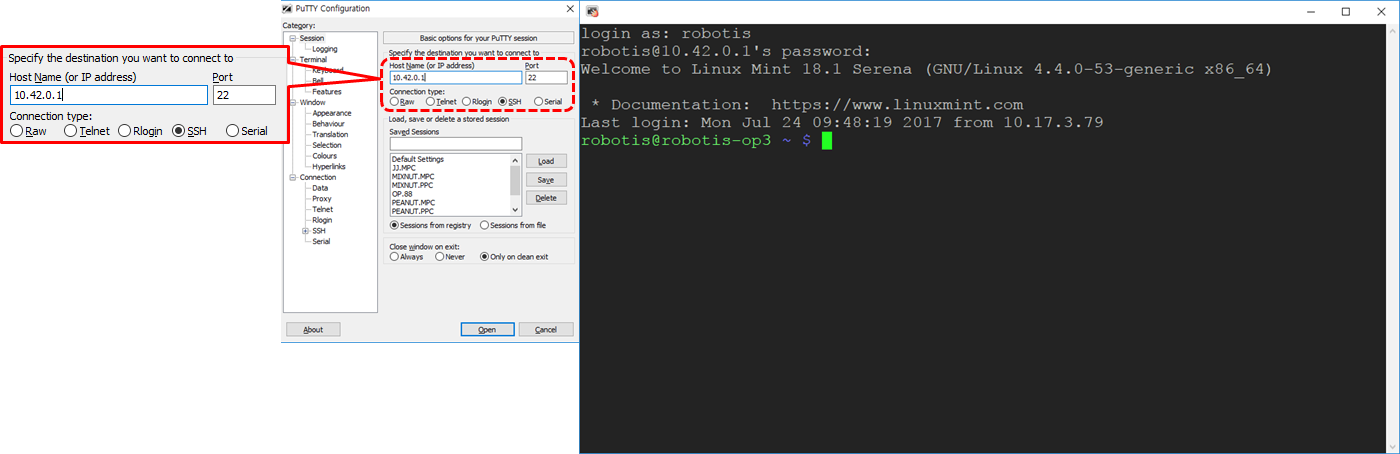 Specify the destination you want to connect to
Host Name (or IP address) Port
10.42.0.1 22
Connection type:
Raw Telnet Rlogin SSH Serial
PuTTY Configuration
Category:
Session
Logging
Terminal
Keyboard
Bell
Features
Window
Appearance
Behaviour
Translation
Selection
Colours
Hyperlinks
Connection
Data
Proxy
Telnet
Rlogin
SSH
Serial
Basic options for your PuTTY session
Specify the destination you want to connect to
Host Name (or IP address) Port
10.42.0.1 22
Connection type:
Raw Telnet Rlogin SSH Serial
Load, save or delete a stored session
Saved Sessions
Default Settings
JJ.MPC
MIXNUT.MPC
MIXNUT.PPC
OP.88
PEANUT.MPC
PEANUT.PPC
Load
Save
Delete
Sessions from registry Sessions from file
Close window on exit:
Always Never Only on clean exit
About Open Cancel
login as: robotis
robotis@10.42.0.1's password:
Welcome to Linux Mint 18.1 Serena (GNU/Linux 4.4.0-53-generic x86_64)
* Documentation: https://www.linuxmint.com
Last login: Mon Jul 24 09:48:19 2017 from 10.17.3.79
robotis@robotis-op3 ~ $